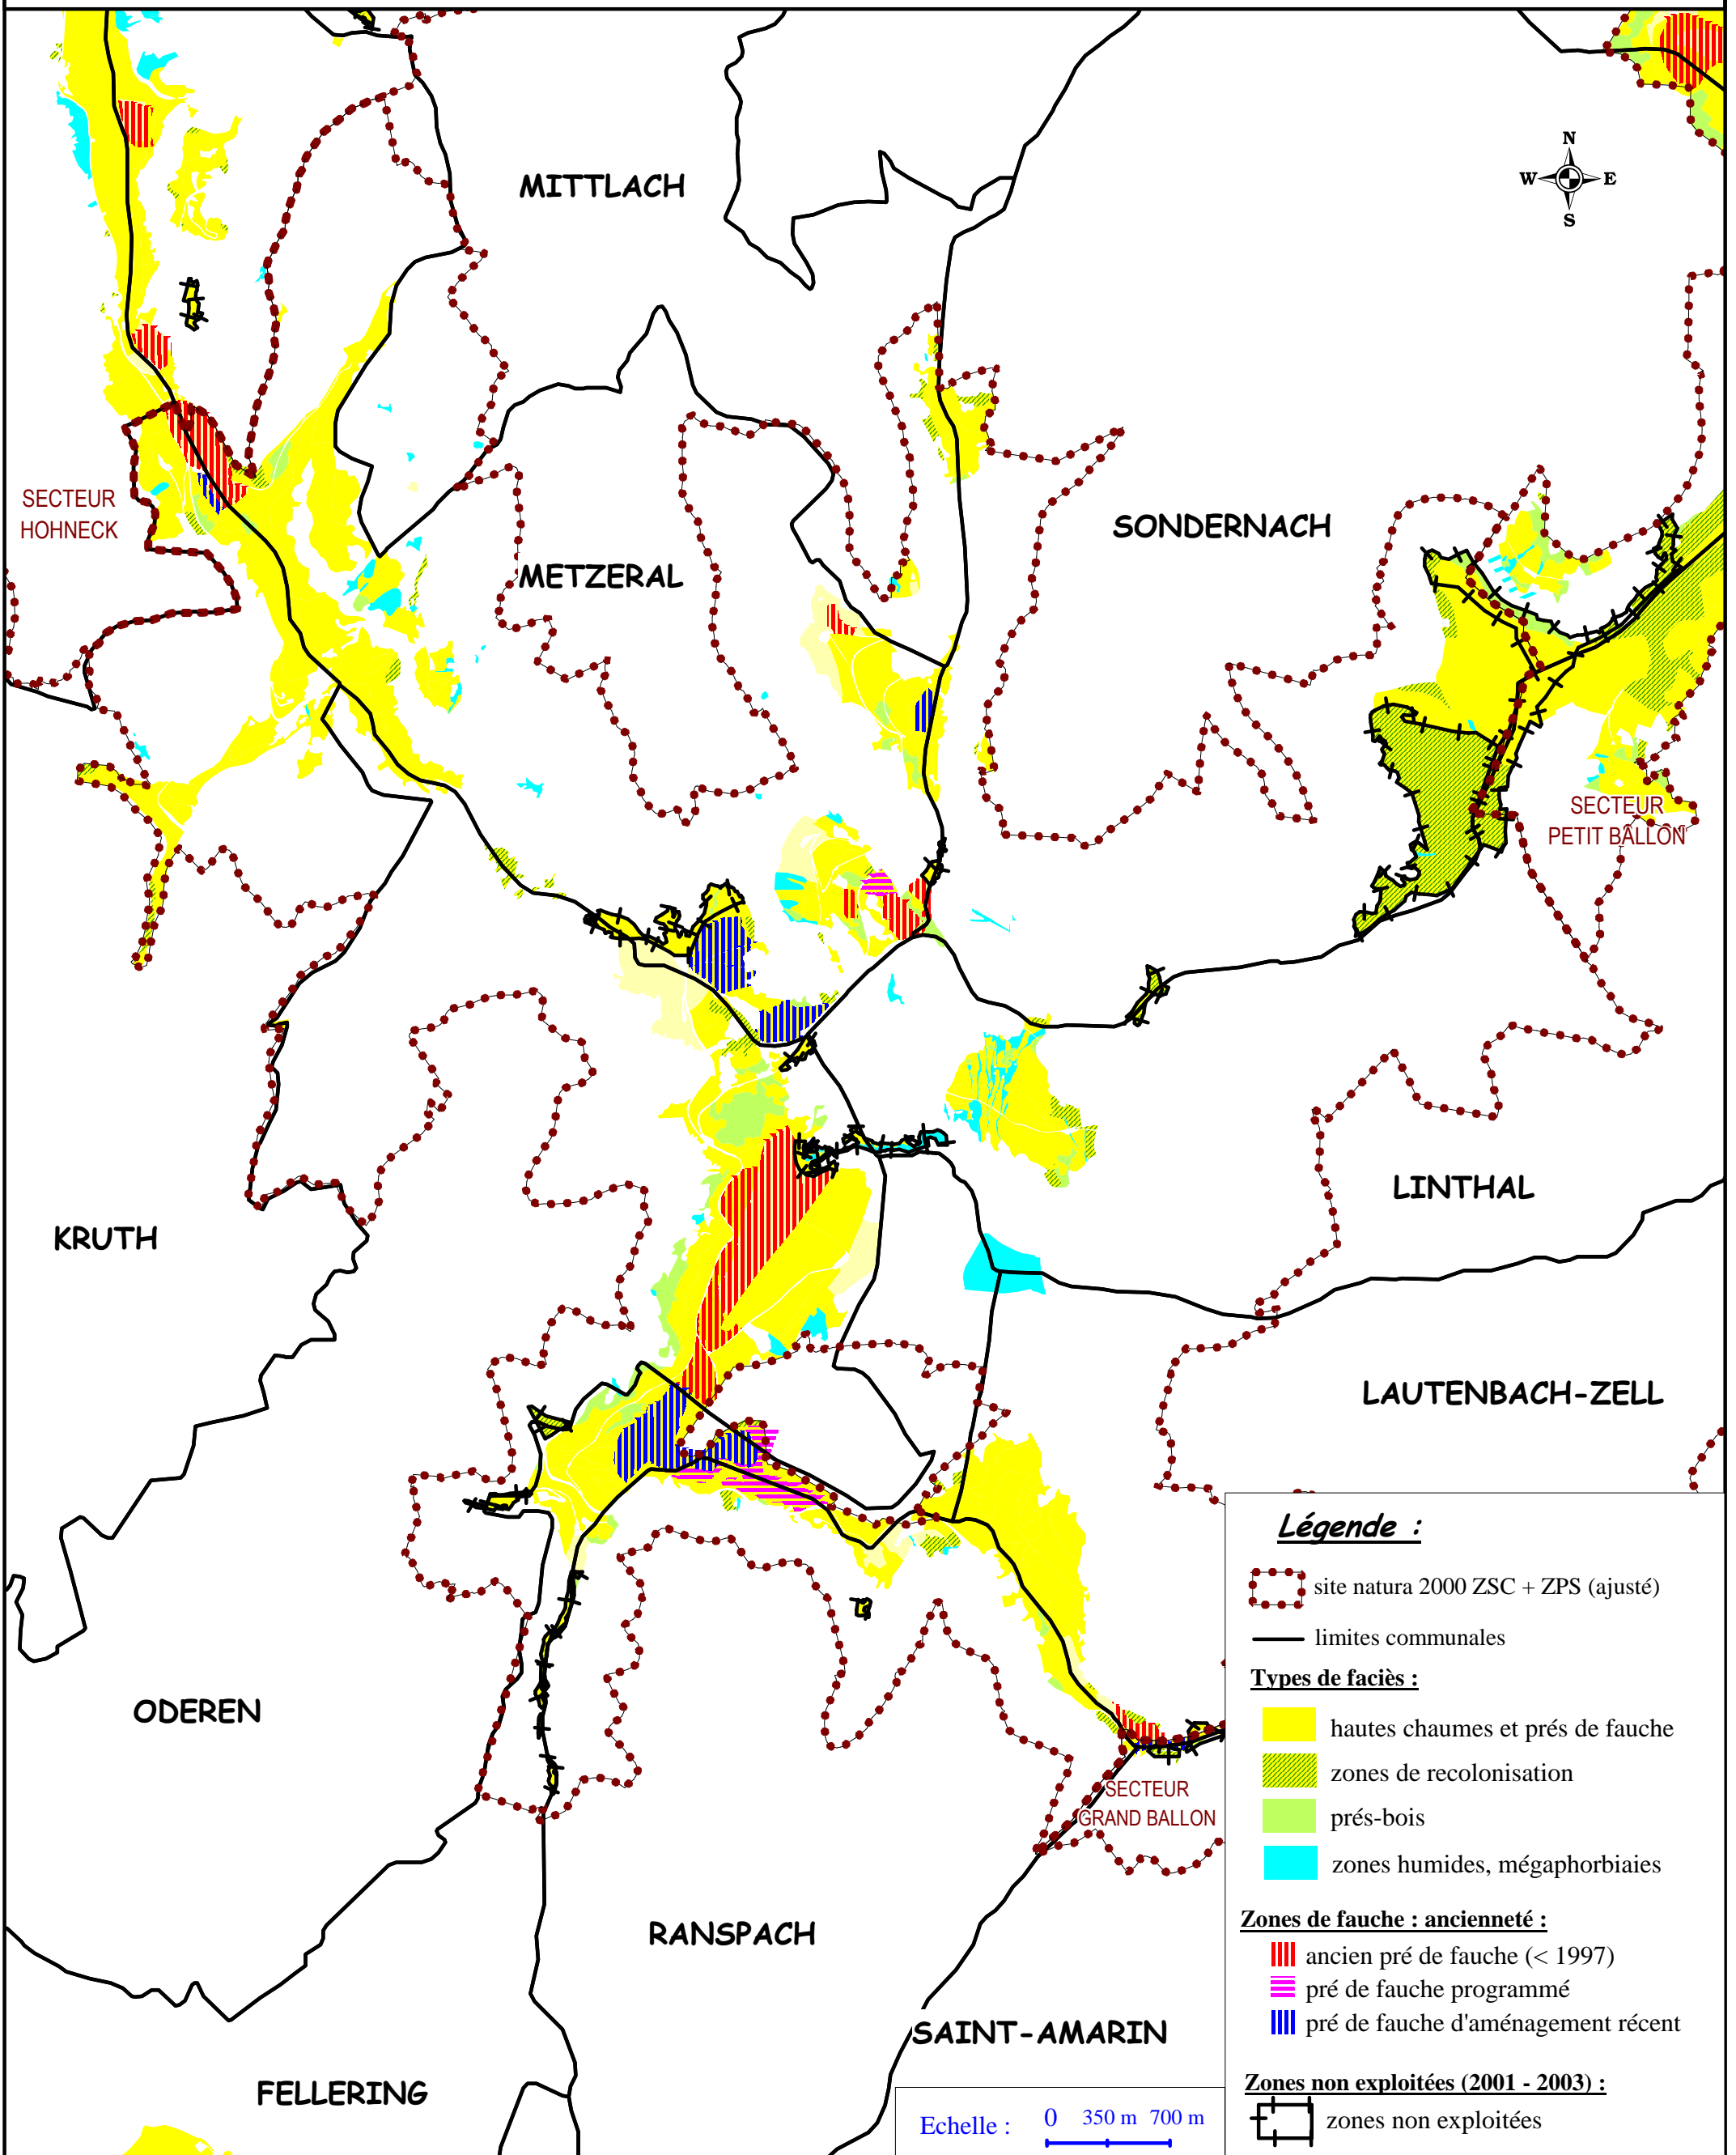 MITTLACH
N
W E
S
SECTEUR
HOHNECK
SONDERNACH
METZERAL
SECTEUR
PETIT BALLON
LINTHAL
KRUTH
LAUTENBACH-ZELL
Légende :
site natura 2000 ZSC + ZPS (ajusté)
limites communales
Types de faciès :
hautes chaumes et prés de fauche
zones de recolonisation
prés-bois
zones humides, mégaphorbiaies
Zones de fauche : ancienneté :
ancien pré de fauche (< 1997)
pré de fauche programmé
pré de fauche d'aménagement récent
Zones non exploitées (2001 - 2003) :
zones non exploitées
ODEREN
SECTEUR
GRAND BALLON
RANSPACH
SAINT-AMARIN
FELLERING
Echelle : 0 350 m 700 m